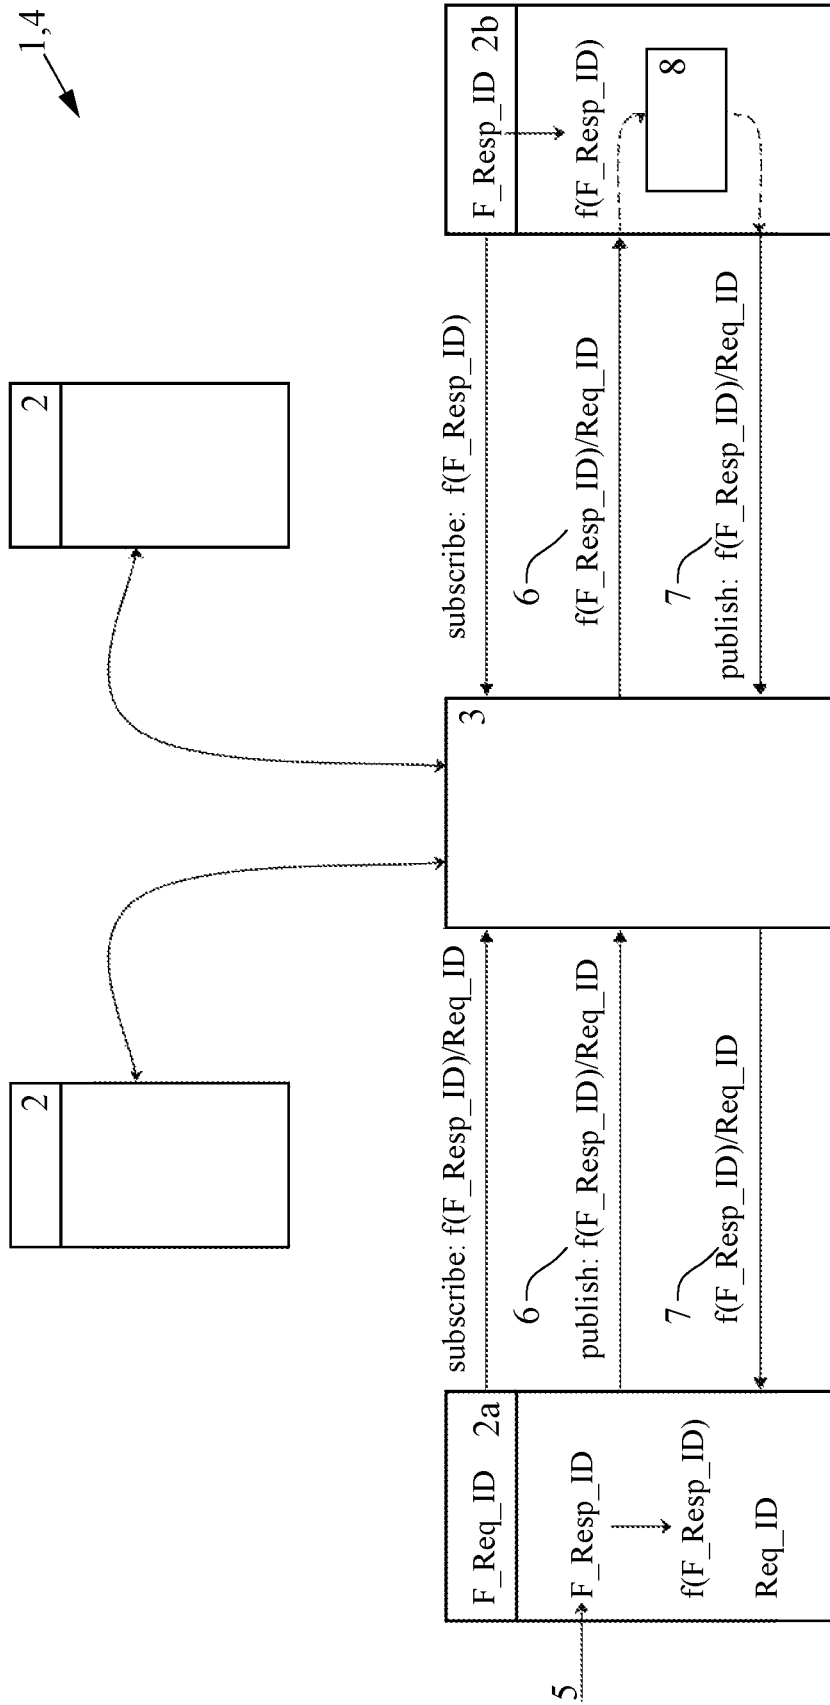 1,4
2
2
F_Req_ID 2a
subscribe: f(F_Resp_ID)/Req_ID
3
subscribe: f(F_Resp_ID)
F_Resp_ID 2b
5
F_Resp_ID
6
publish: f(F_Resp_ID)/Req_ID
6
f(F_Resp_ID)/Req_ID
f(F_Resp_ID)
f(F_Resp_ID)
8
Req_ID
7
f(F_Resp_ID)/Req_ID
7
publish: f(F_Resp_ID)/Req_ID